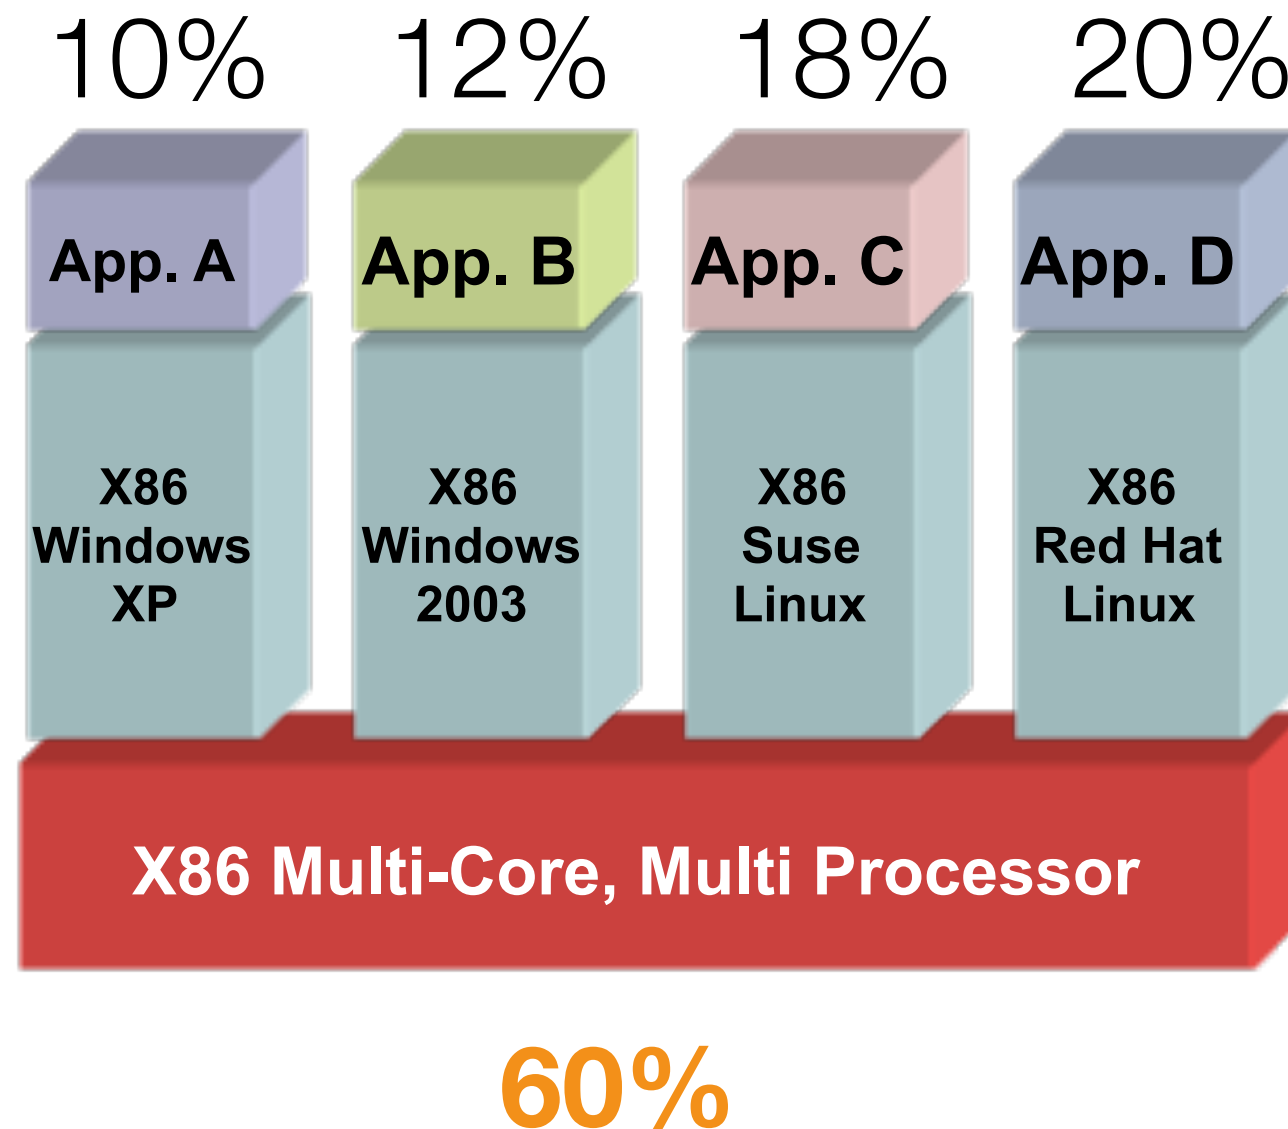 10% 12% 18% 20%
App. A App. B App. C App. D
X86 X86 X86 X86
Windows Windows Suse Red Hat
XP 2003 Linux Linux
X86 Multi-Core, Multi Processor
60%